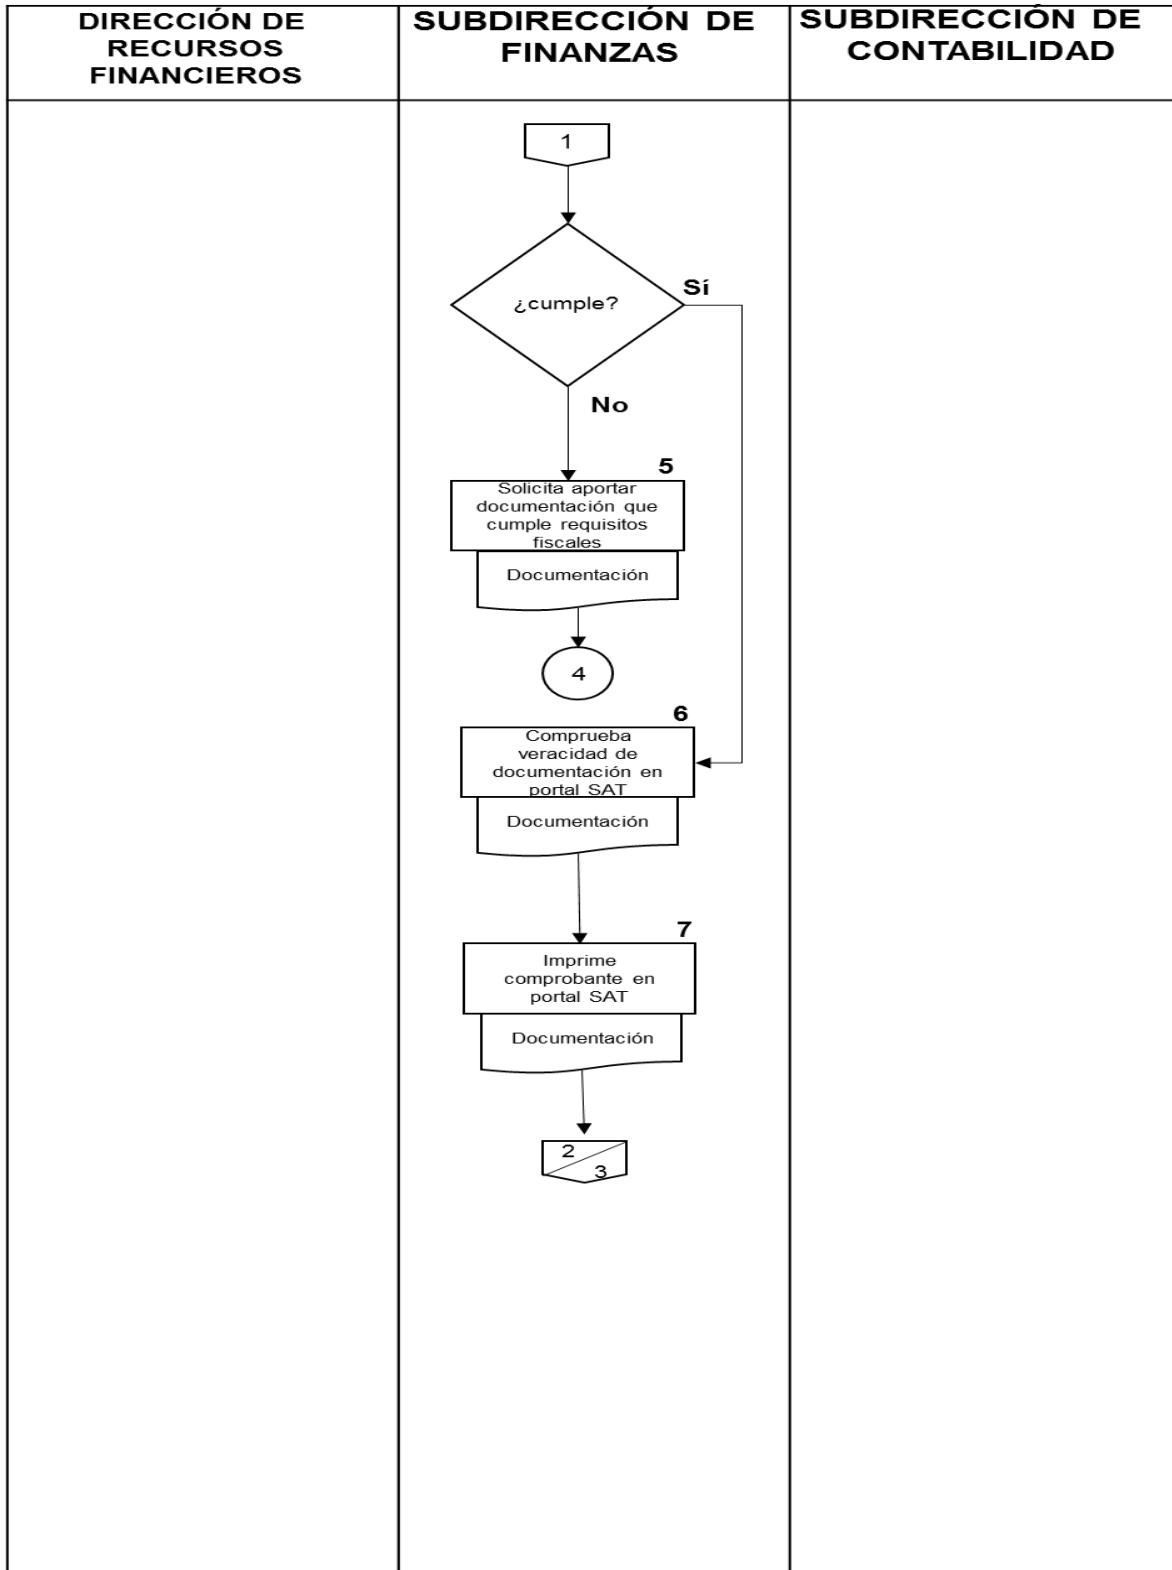 DIRECCIÓN DE
RECURSOS
FINANCIEROS
SUBDIRECCIÓN DE
FINANZAS
SUBDIRECCIÓN DE
CONTABILIDAD
1
¿cumple?
Sí
No
5
Solicita aportar
documentación que
cumple requisitos
fiscales
Documentación
4
6
Comprueba
veracidad de
documentación en
portal SAT
Documentación
7
Imprime
comprobante en
portal SAT
Documentación
2
3